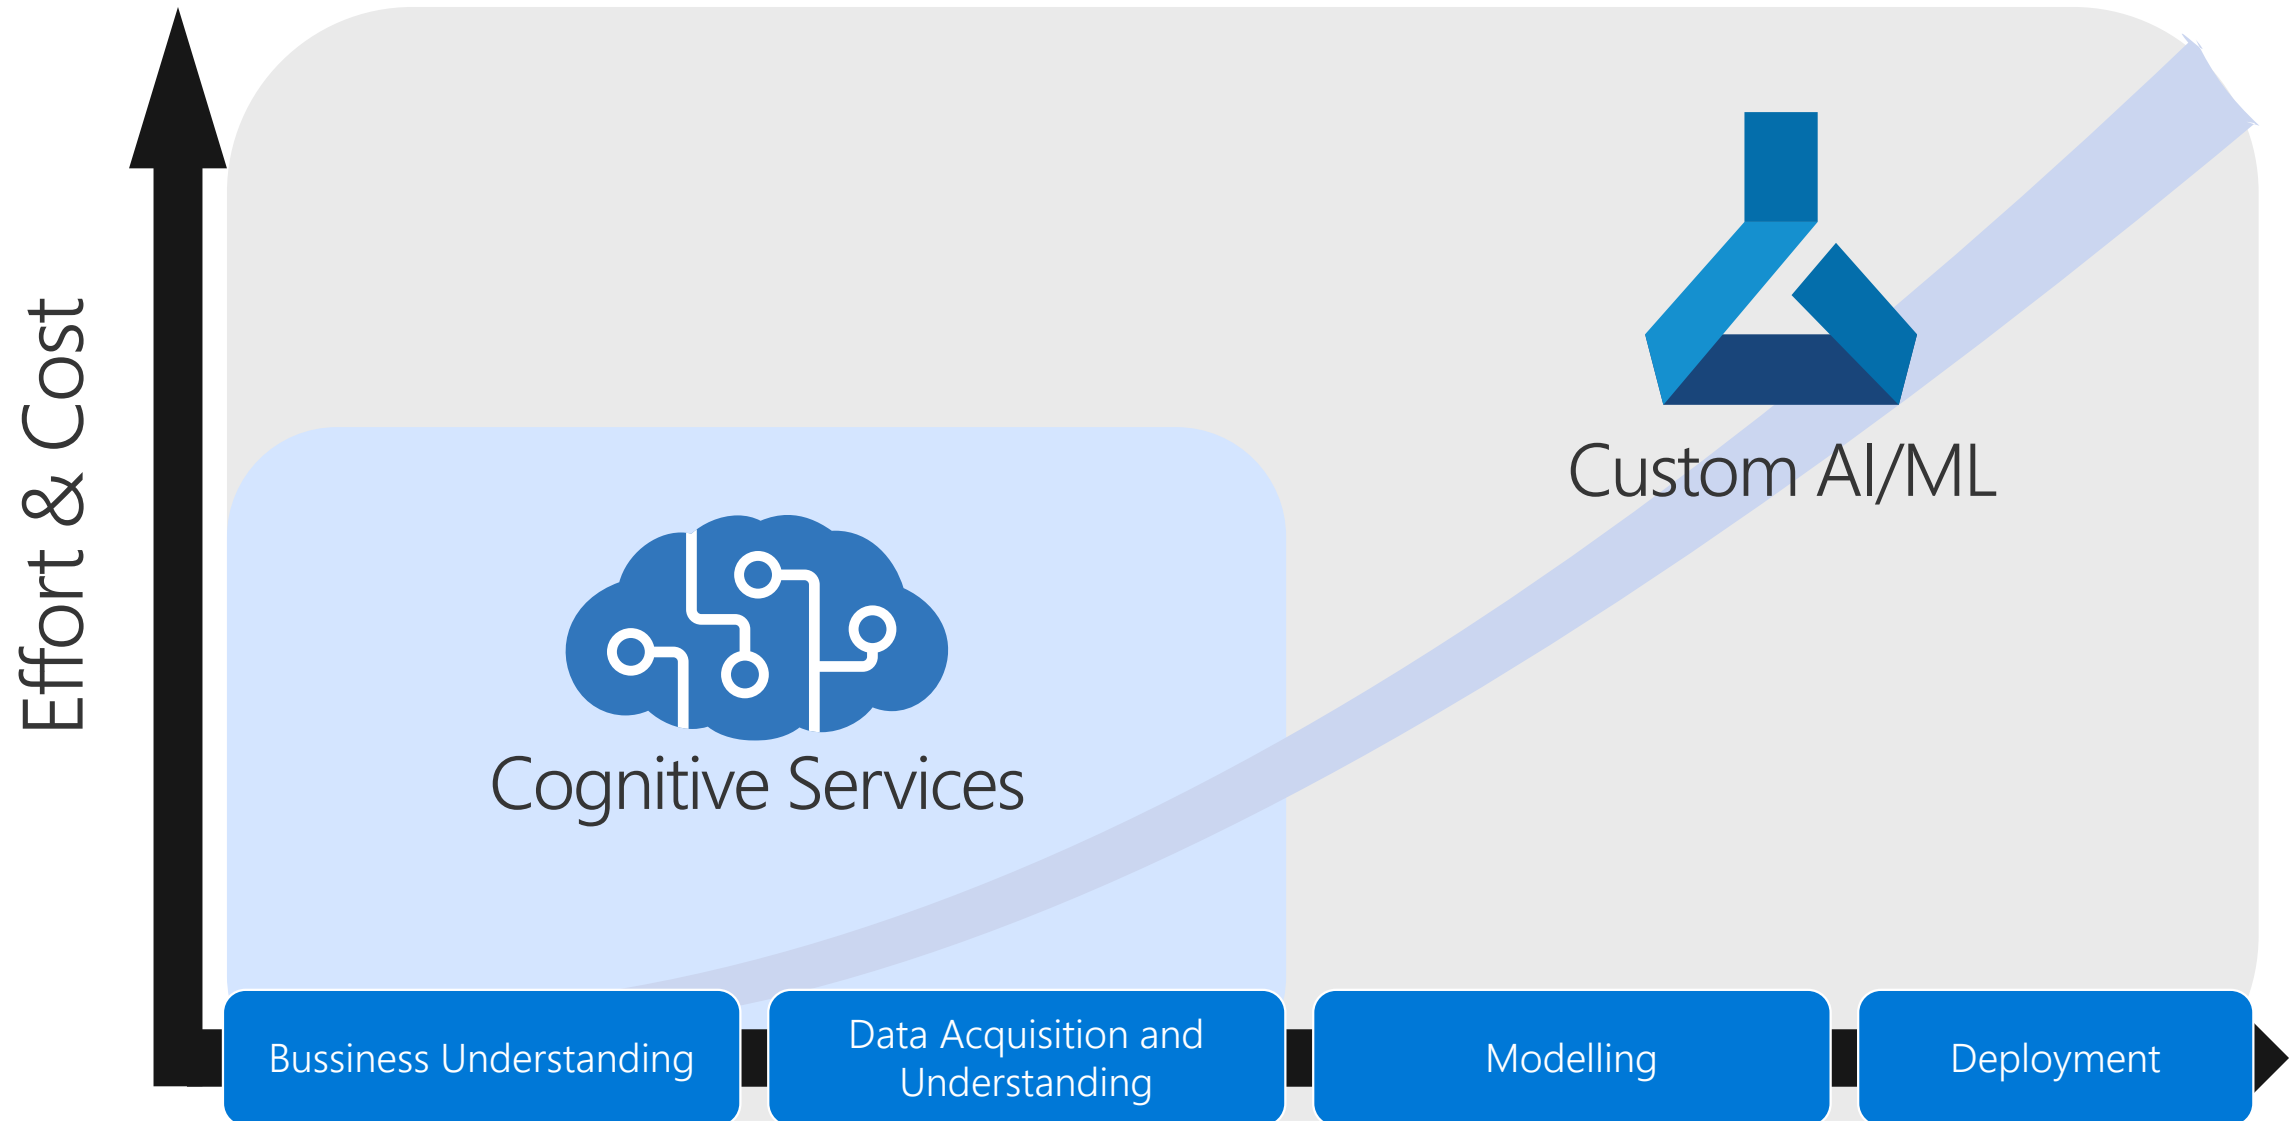 Effort & Cost
Custom AI/ML
Cognitive Services
Bussiness Understanding
Data Acquisition and
Understanding
Modelling
Deployment